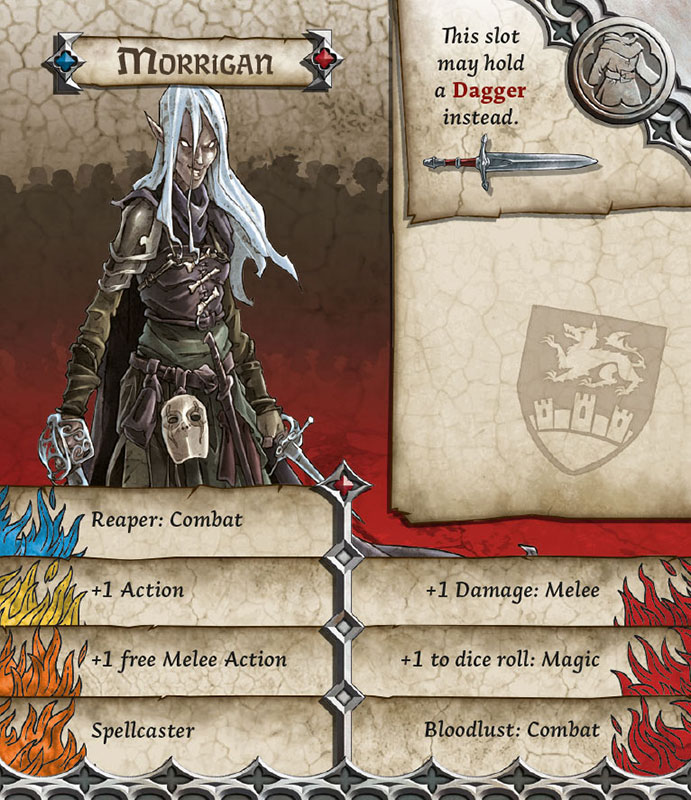 Morrigan
This slot
may hold
a Dagger
instead.
Reaper: Combat
+1 Action
+1 Damage: Melee
+1 free Melee Action
+1 to dice roll: Magic
Spellcaster
Bloodlust: Combat